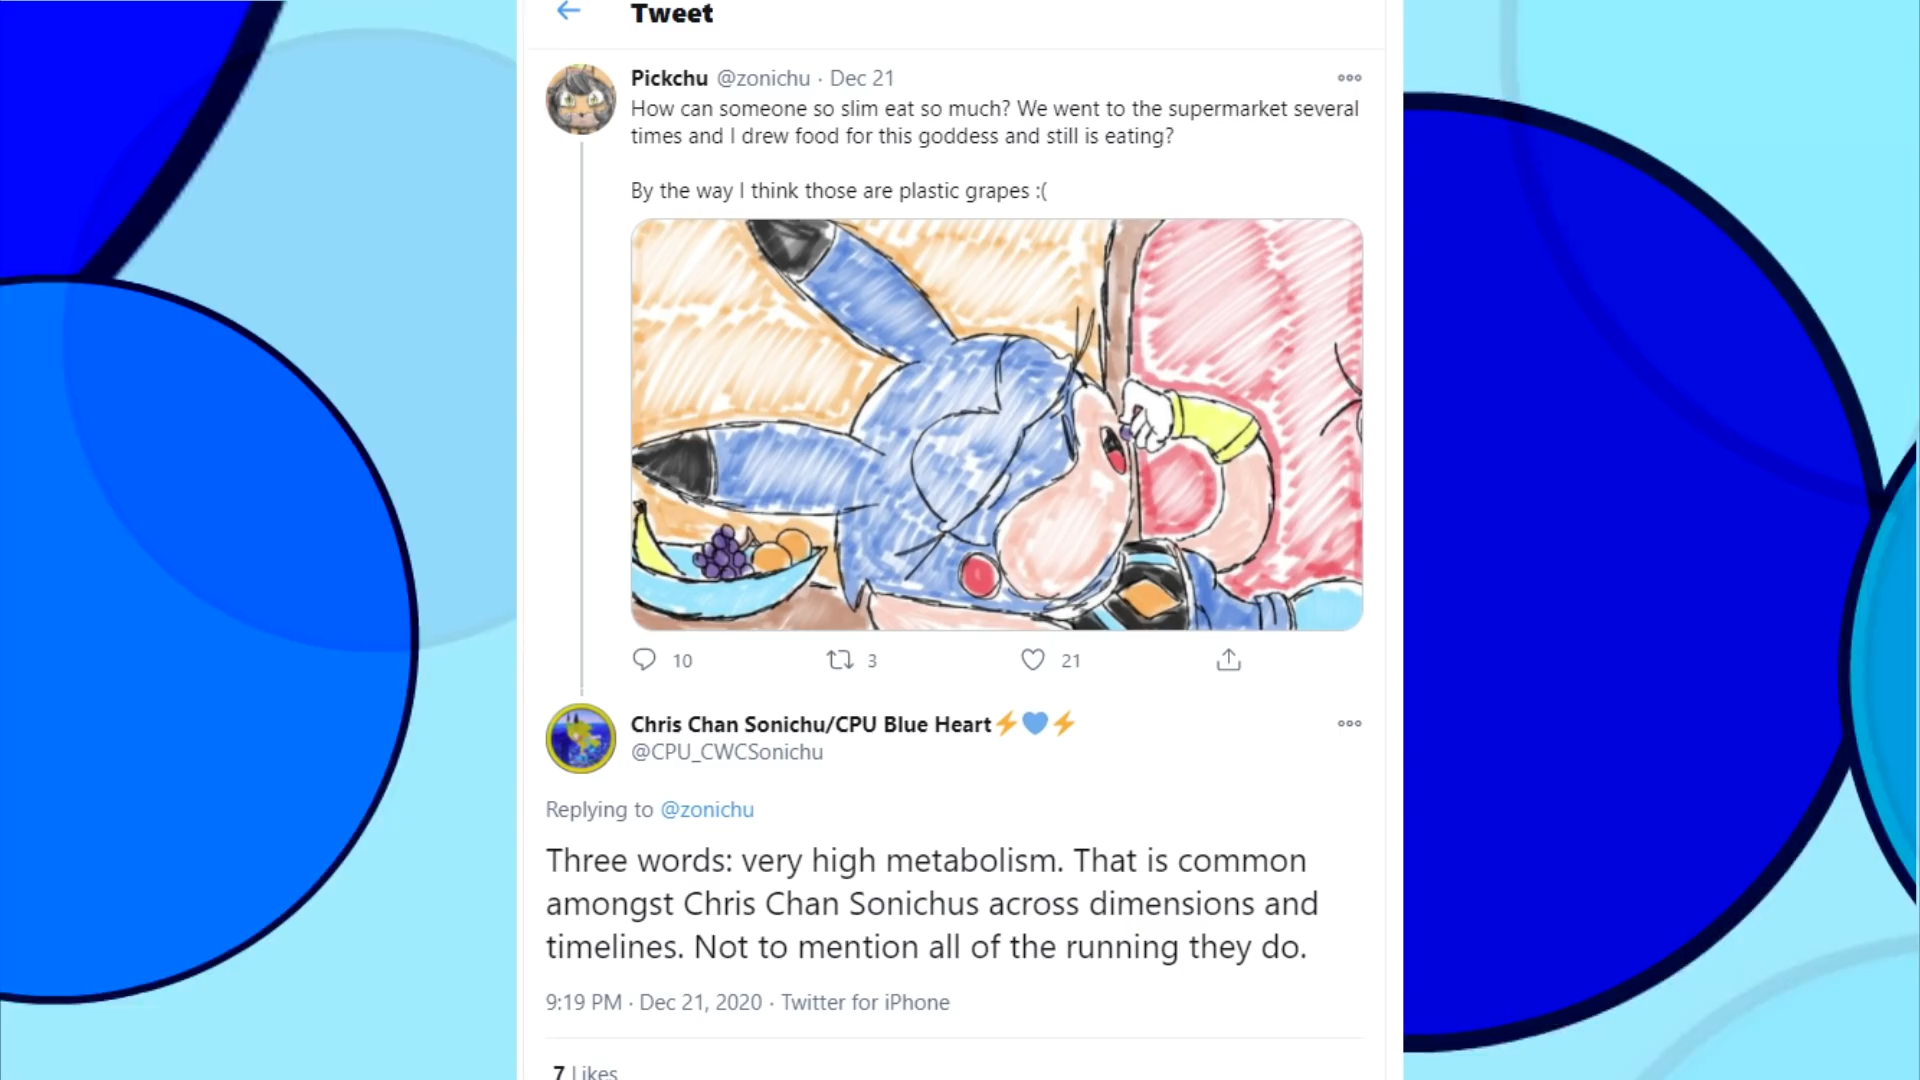 Tweet
Pickchu @zonichu · Dec 21
How can someone so slim eat so much? We went to the supermarket several
times and I drew food for this goddess and still is eating?
By the way I think those are plastic grapes :(
10 3 21
Chris Chan Sonichu/CPU Blue Heart⚡💙⚡
@CPU_CWCSonichu
Replying to @zonichu
Three words: very high metabolism. That is common
amongst Chris Chan Sonichus across dimensions and
timelines. Not to mention all of the running they do.
9:19 PM · Dec 21, 2020 · Twitter for iPhone
7 Likes